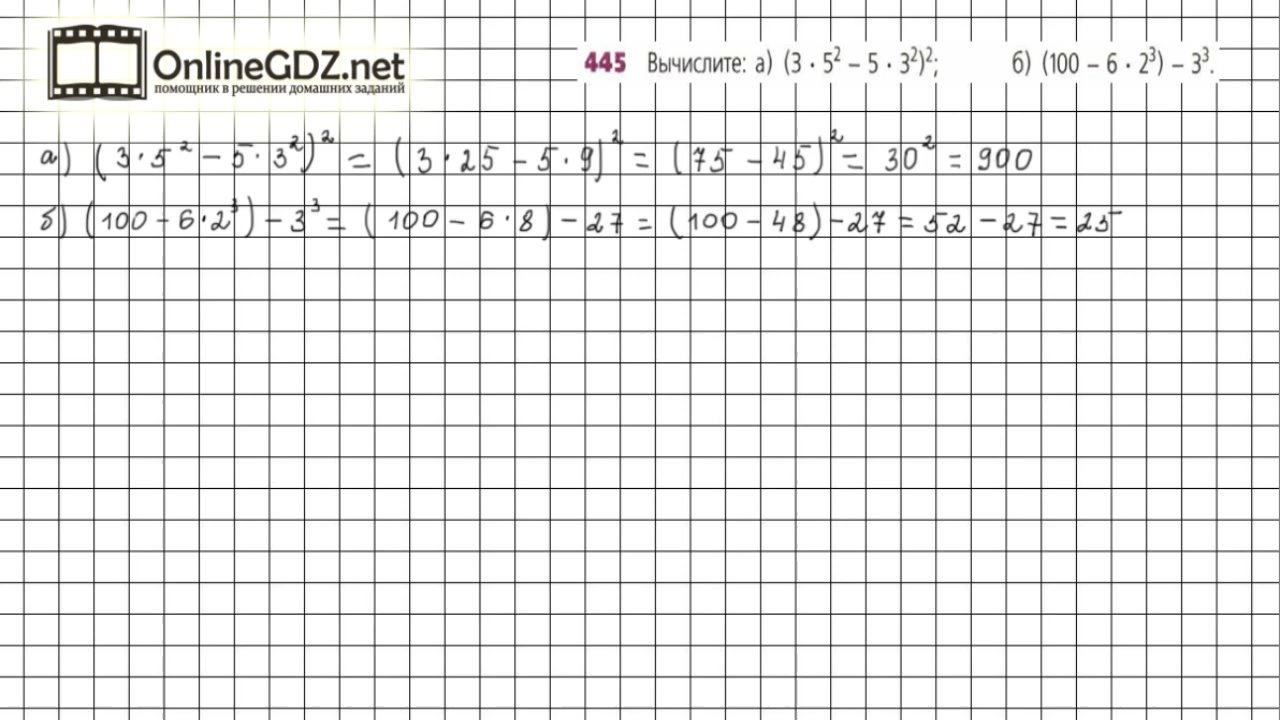 OnlineGDZ.net
помощник в решении домашних заданий
445 Вычислите: а) (3 · 5² – 5 · 3²)²; б) (100 – 6 · 2³) – 3³.
а) (3·5² – 5·3²)² = (3·25 – 5·9)² = (75 – 45)² = 30² = 900
б) (100 – 6·2³) – 3³ = (100 – 6·8) – 27 = (100 – 48) – 27 = 52 – 27 = 25